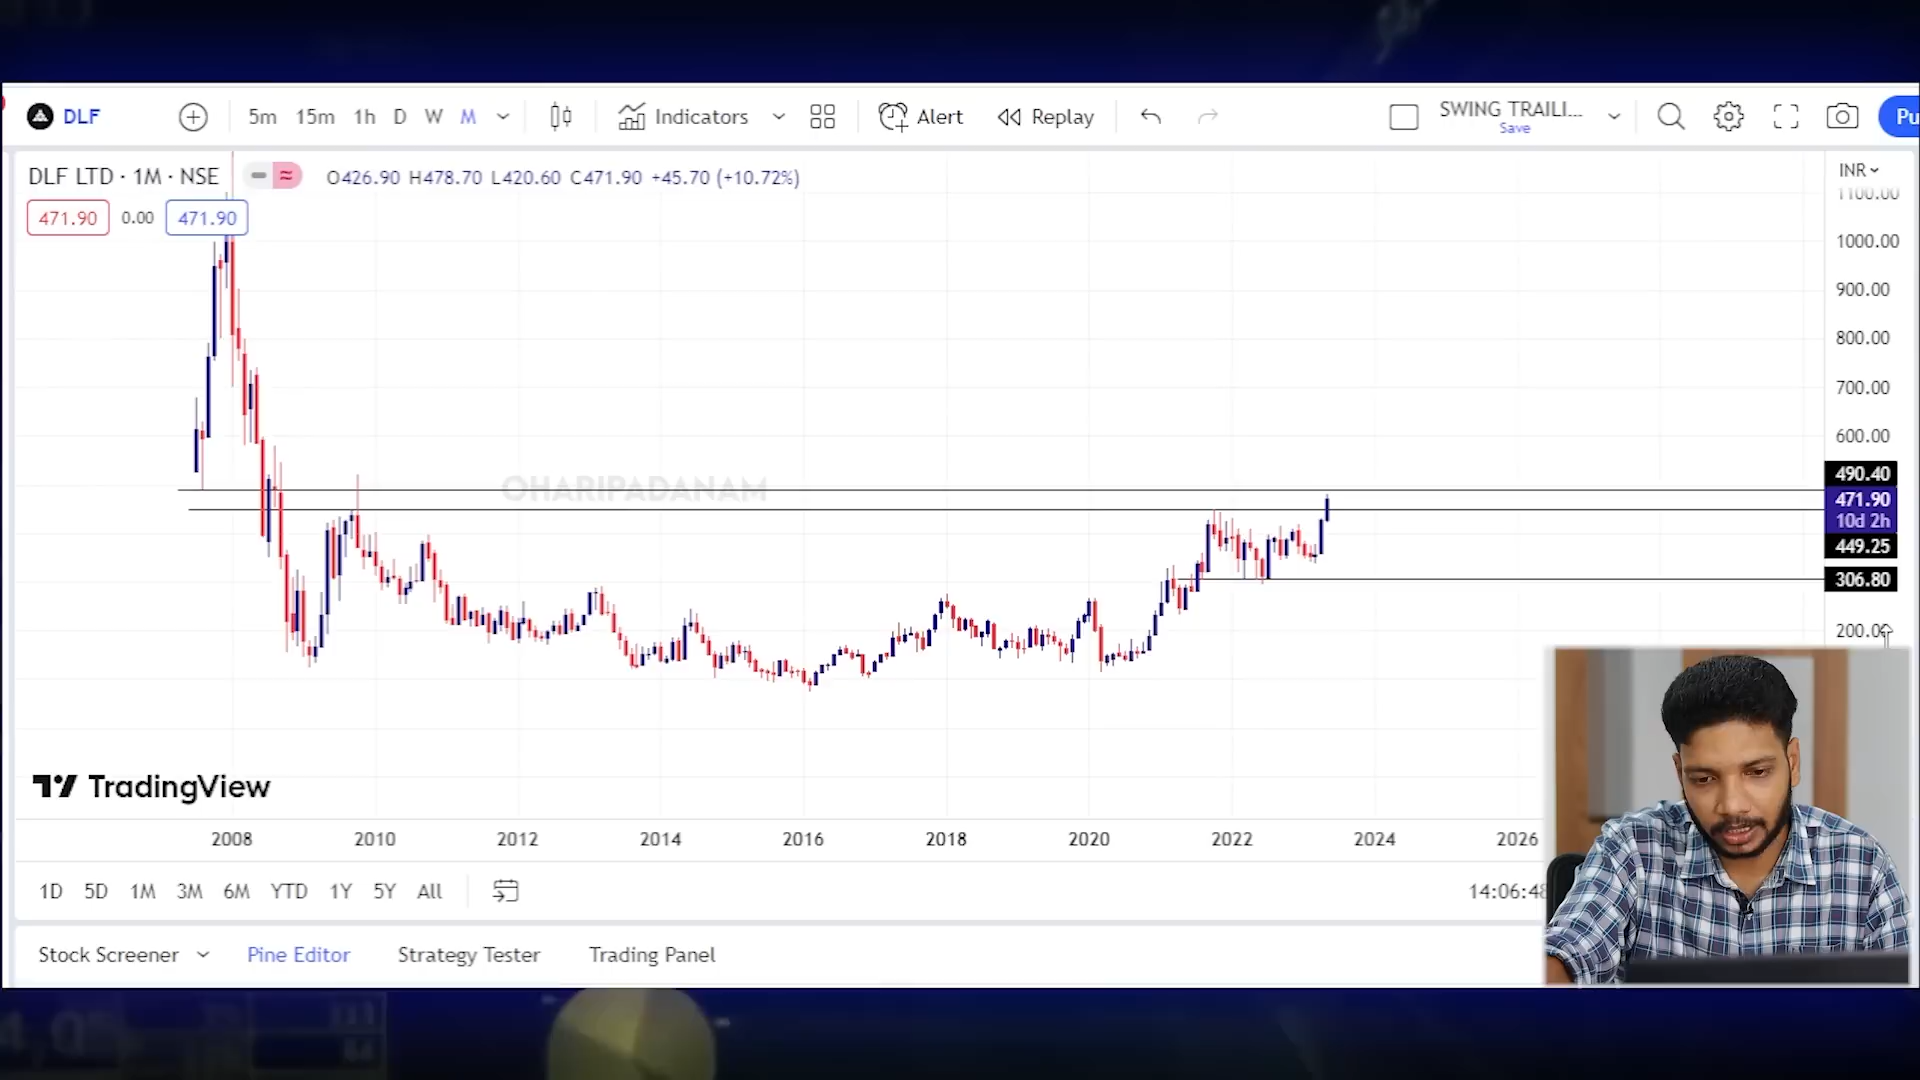 DLF 5m 15m 1h D W M Indicators Alert Replay SWING TRAILI... Pu
Save
DLF LTD · 1M · NSE O426.90 H478.70 L420.60 C471.90 +45.70 (+10.72%) INR
471.90 0.00 471.90
1100.00
1000.00
900.00
800.00
700.00
600.00
OHARIPADANAM
490.40
471.90
10d 2h
449.25
306.80
200.00
TradingView
2008 2010 2012 2014 2016 2018 2020 2022 2024 2026
1D 5D 1M 3M 6M YTD 1Y 5Y All 14:06:48
Stock Screener Pine Editor Strategy Tester Trading Panel